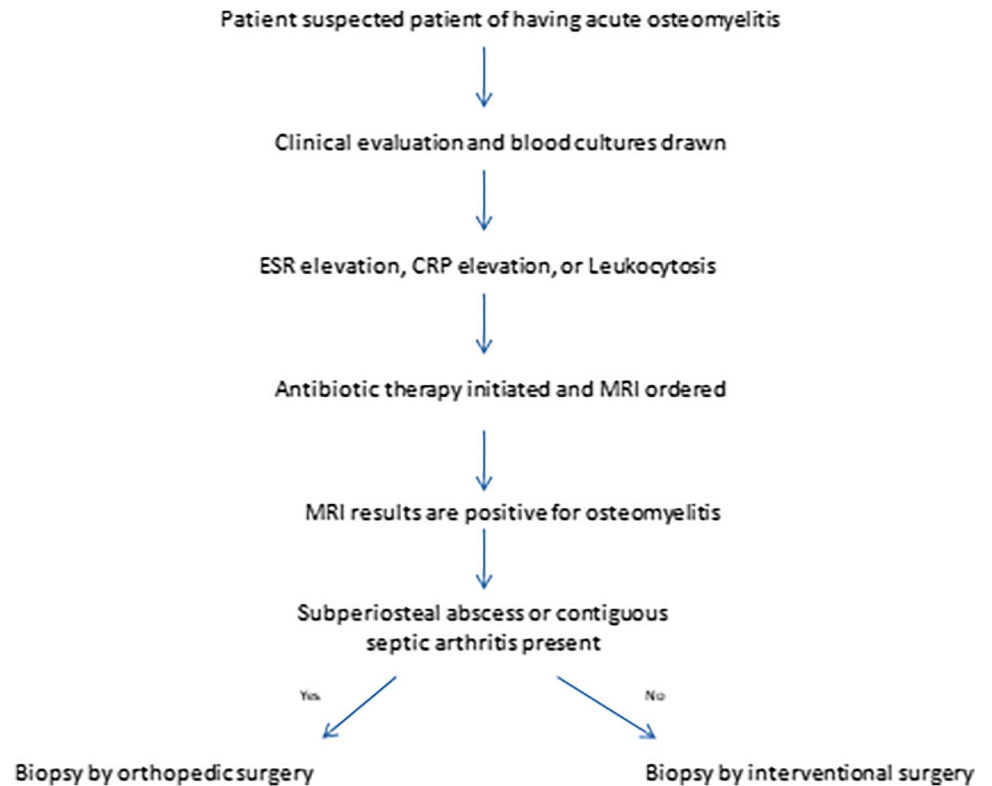 Patient suspected patient of having acute osteomyelitis
Clinical evaluation and blood cultures drawn
ESR elevation, CRP elevation, or Leukocytosis
Antibiotic therapy initiated and MRI ordered
MRI results are positive for osteomyelitis
Subperiosteal abscess or contiguous
septic arthritis present
Yes
No
Biopsy by orthopedic surgery
Biopsy by interventional surgery